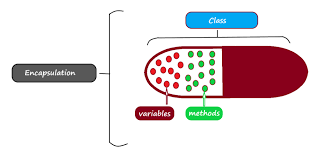 Class
Encapsulation
variables
methods